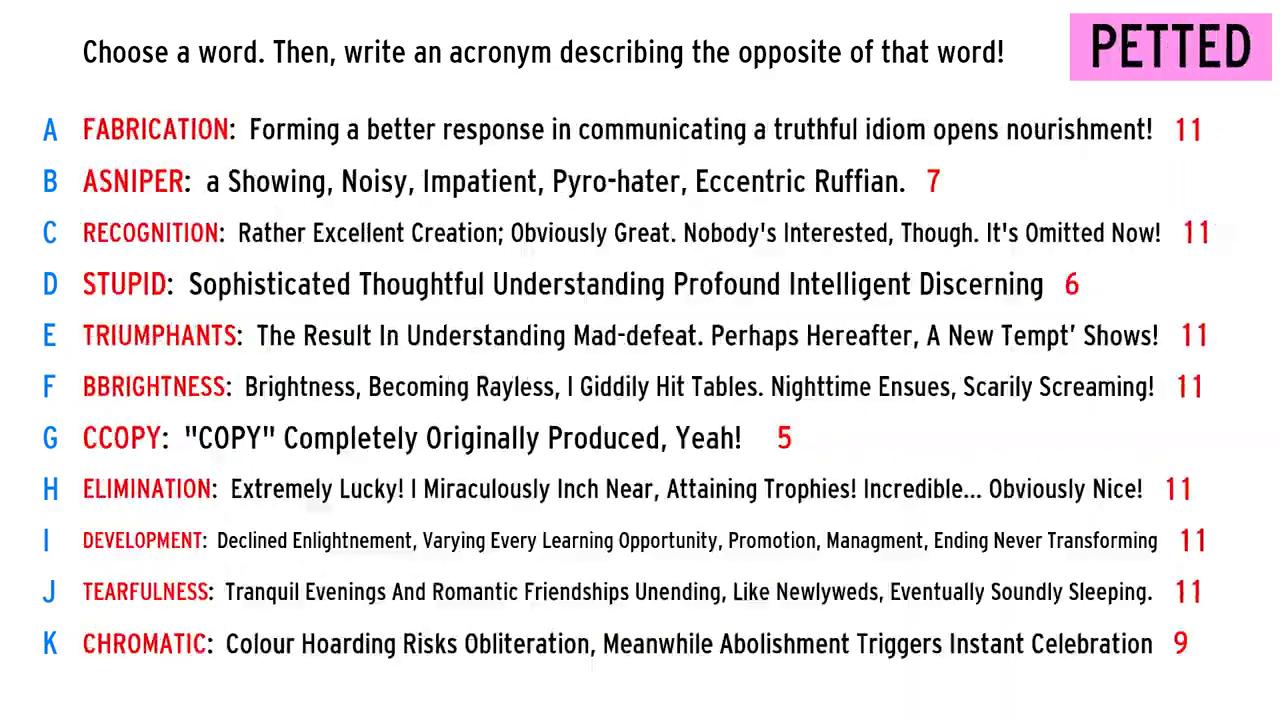 Choose a word. Then, write an acronym describing the opposite of that word!
PETTED
A FABRICATION: Forming a better response in communicating a truthful idiom opens nourishment! 11
B ASNIPER: a Showing, Noisy, Impatient, Pyro-hater, Eccentric Ruffian. 7
C RECOGNITION: Rather Excellent Creation; Obviously Great. Nobody's Interested, Though. It's Omitted Now! 11
D STUPID: Sophisticated Thoughtful Understanding Profound Intelligent Discerning 6
E TRIUMPHANTS: The Result In Understanding Mad-defeat. Perhaps Hereafter, A New Tempt’ Shows! 11
F BBRIGHTNESS: Brightness, Becoming Rayless, I Giddily Hit Tables. Nighttime Ensues, Scarily Screaming! 11
G CCOPY: "COPY" Completely Originally Produced, Yeah! 5
H ELIMINATION: Extremely Lucky! I Miraculously Inch Near, Attaining Trophies! Incredible... Obviously Nice! 11
I DEVELOPMENT: Declined Enlightnement, Varying Every Learning Opportunity, Promotion, Managment, Ending Never Transforming 11
J TEARFULNESS: Tranquil Evenings And Romantic Friendships Unending, Like Newlyweds, Eventually Soundly Sleeping. 11
K CHROMATIC: Colour Hoarding Risks Obliteration, Meanwhile Abolishment Triggers Instant Celebration 9